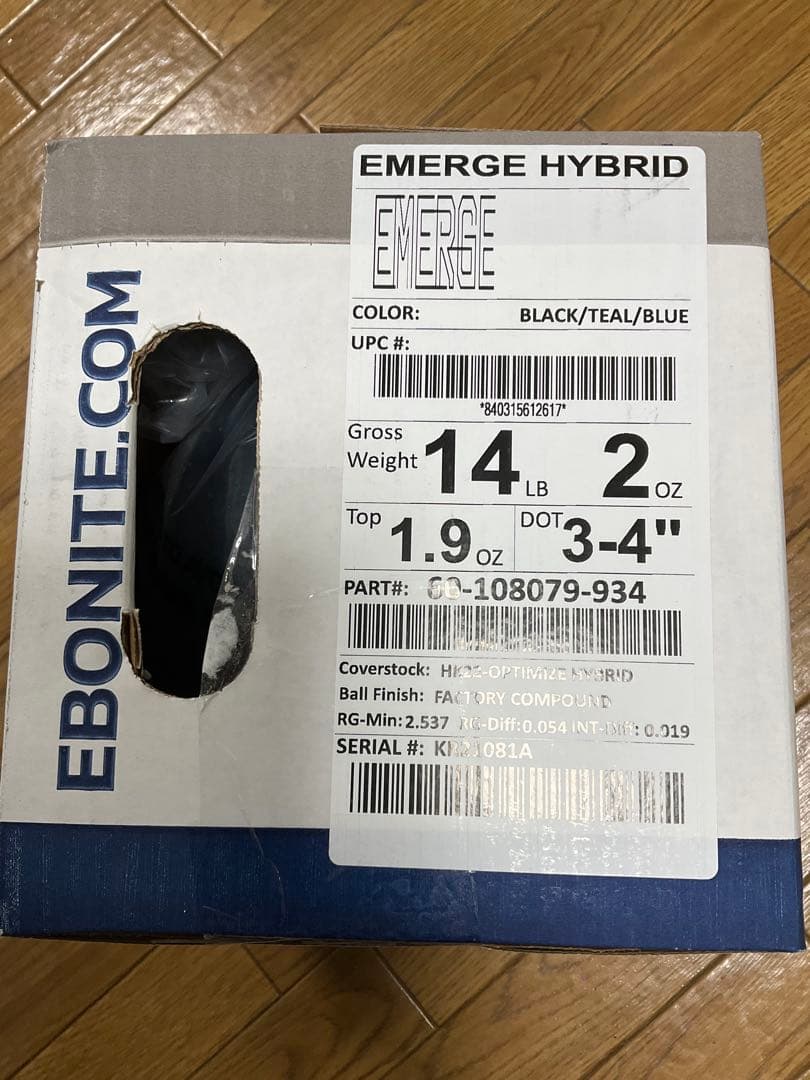 EBONITE.COM
EMERGE HYBRID
EMERGE
COLOR: BLACK/TEAL/BLUE
UPC #:
*840315612617*
Gross Weight 14 LB 2 OZ
Top 1.9 OZ DOT 3-4"
PART#: 60-108079-934
Coverstock: HK22-OPTIMIZE HYBRID
Ball Finish: FACTORY COMPOUND
RG-Min: 2.537 RG-Diff: 0.054 INT-Diff: 0.019
SERIAL #: